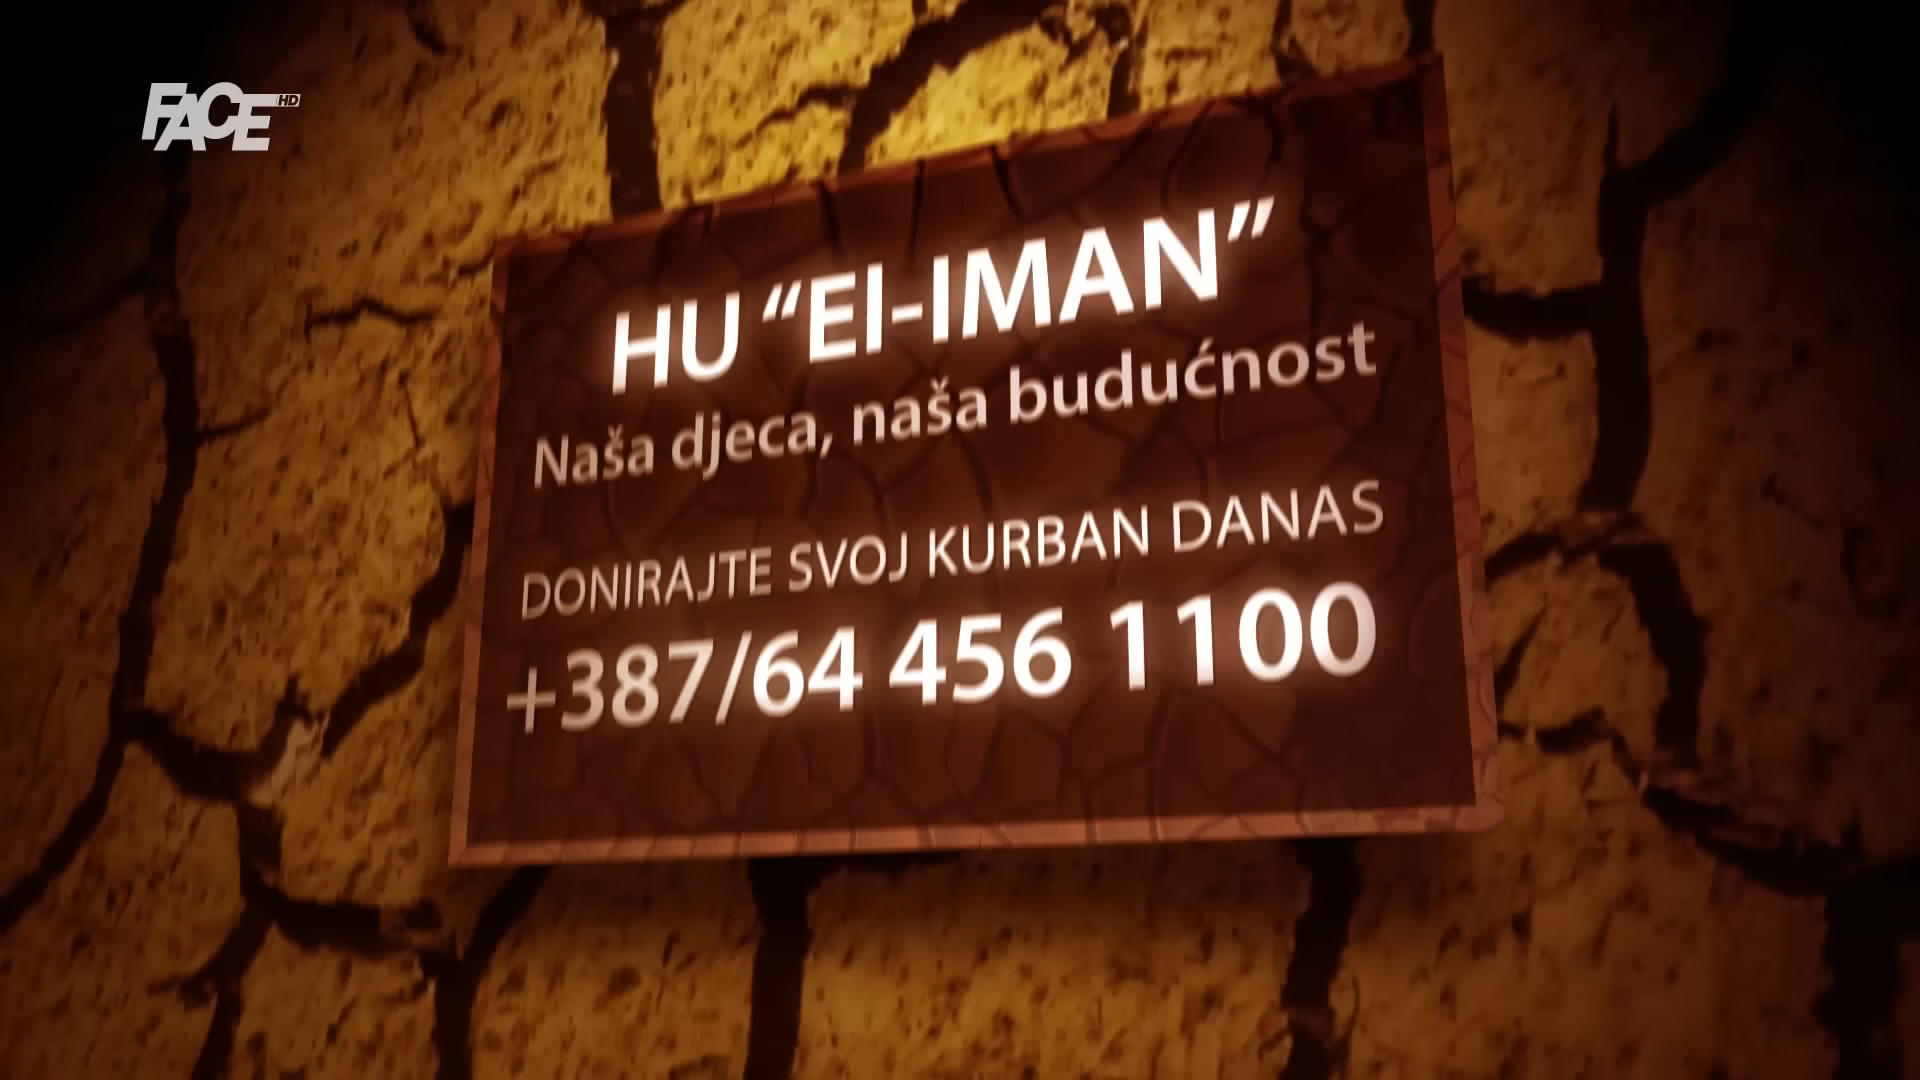 FACE HD
HU “El-IMAN”
Naša djeca, naša budućnost
DONIRAJTE SVOJ KURBAN DANAS
+387/64 456 1100